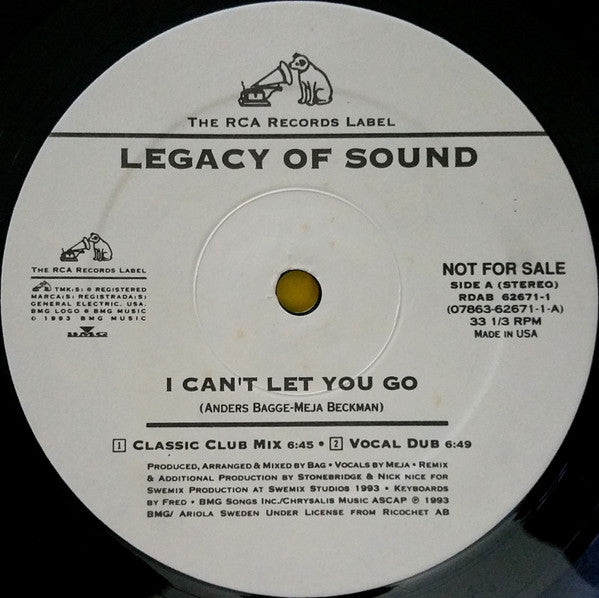 THE RCA RECORDS LABEL
LEGACY OF SOUND
THE RCA RECORDS LABEL
TMK(S) ® REGISTERED
MARCA(S) REGISTRADA(S)
GENERAL ELECTRIC, USA.
BMG LOGO ® BMG MUSIC
© 1993 BMG MUSIC
BMG
NOT FOR SALE
SIDE A (STEREO)
RDAB 62671-1
(07863-62671-1-A)
33 1/3 RPM
MADE IN USA
I CAN'T LET YOU GO
(ANDERS BAGGE-MEJA BECKMAN)
1 CLASSIC CLUB MIX 6:45 • 2 VOCAL DUB 6:49
PRODUCED, ARRANGED & MIXED BY BAG • VOCALS BY MEJA • REMIX
& ADDITIONAL PRODUCTION BY STONEBRIDGE & NICK NICE FOR
SWEMIX PRODUCTION AT SWEMIX STUDIOS 1993 • KEYBOARDS
BY FRED • BMG SONGS INC./CHRYSALIS MUSIC ASCAP ℗ 1993
BMG/ ARIOLA SWEDEN UNDER LICENSE FROM RICOCHET AB